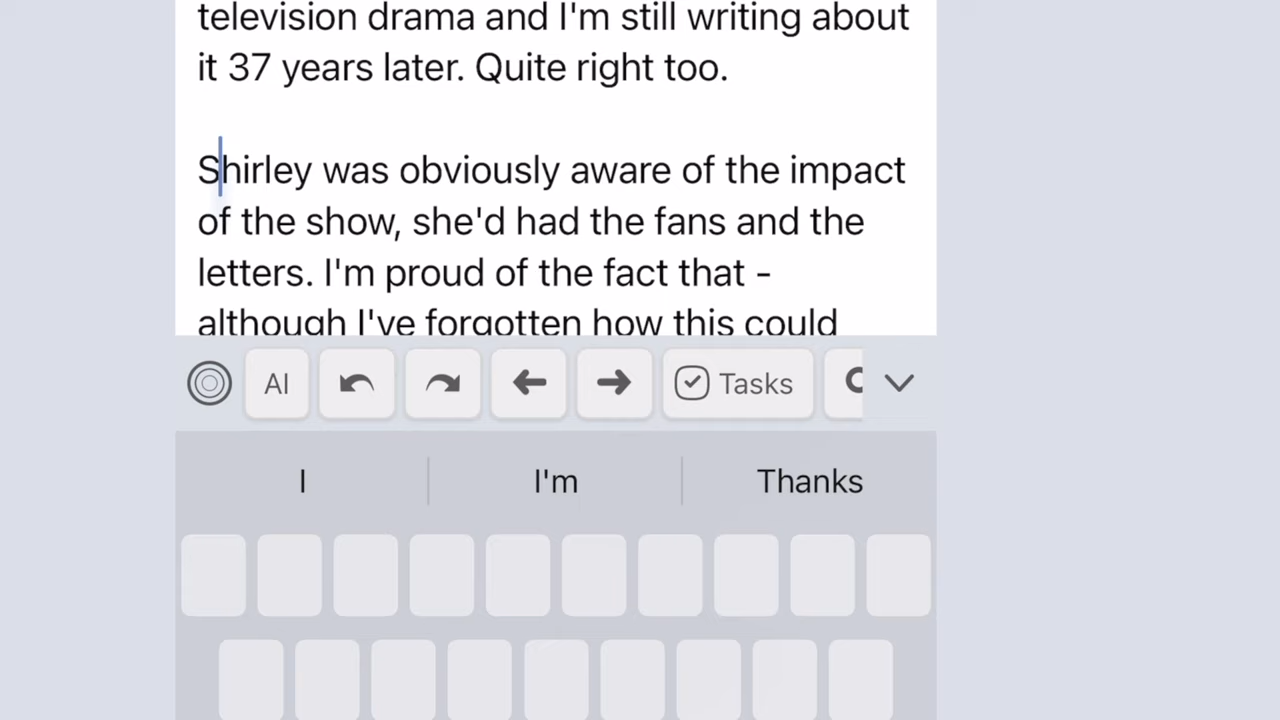 television drama and I'm still writing about
it 37 years later. Quite right too.
Shirley was obviously aware of the impact
of the show, she'd had the fans and the
letters. I'm proud of the fact that -
although I've forgotten how this could
AI
Tasks
I
I'm
Thanks